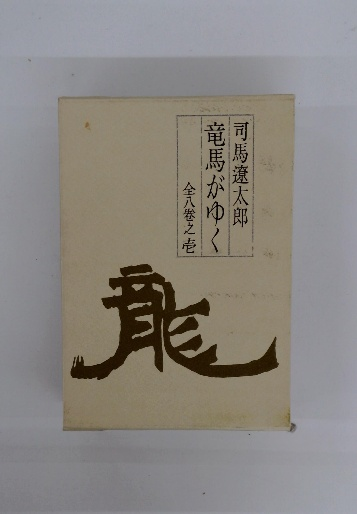 司馬遼太郎
竜馬がゆく
全八巻之壱
龍